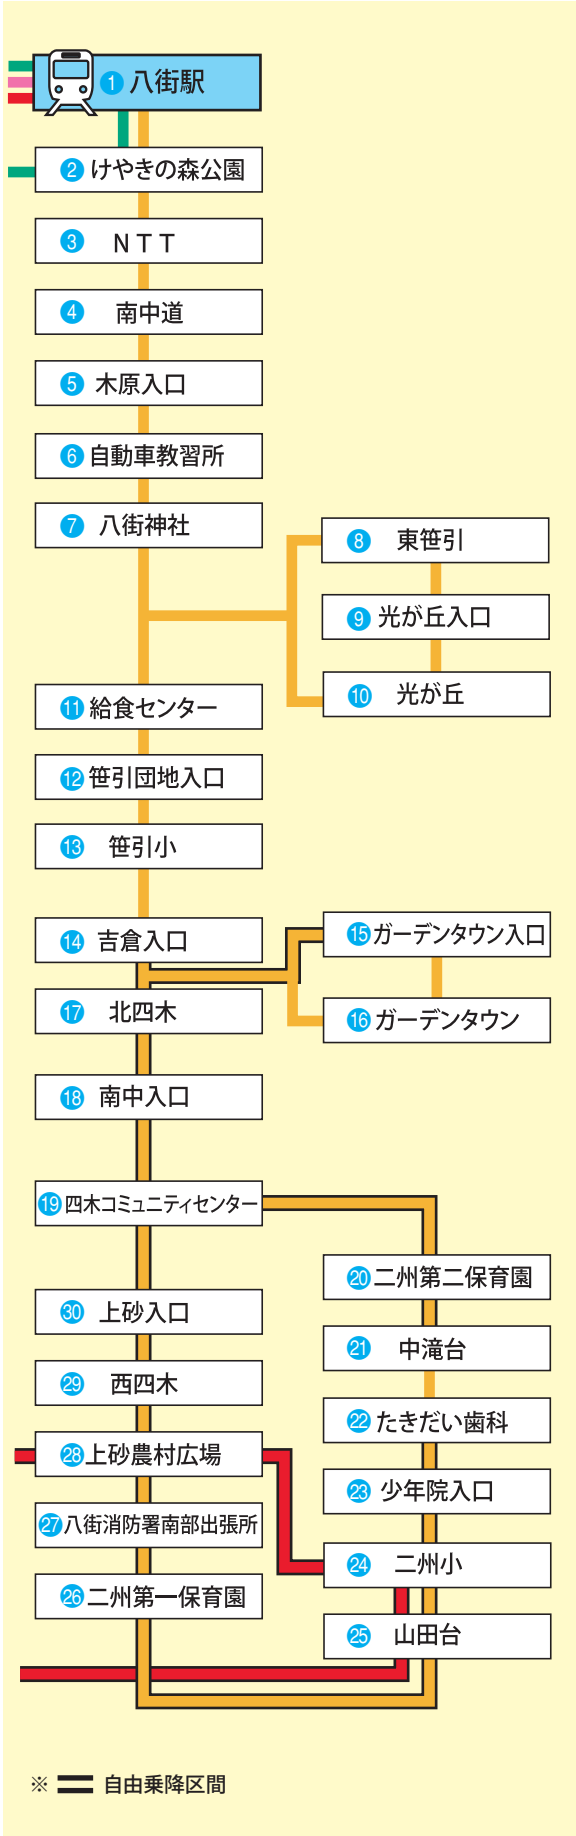 ① 八街駅
② けやきの森公園
③ NTT
④ 南中道
⑤ 木原入口
⑥ 自動車教習所
⑦ 八街神社
⑧ 東笹引
⑨ 光が丘入口
⑩ 光が丘
⑪ 給食センター
⑫ 笹引団地入口
⑬ 笹引小
⑭ 吉倉入口
⑮ ガーデンタウン入口
⑯ ガーデンタウン
⑰ 北四木
⑱ 南中入口
⑲ 四木コミュニティセンター
⑳ 二州第二保育園
㉑ 中滝台
㉒ たきだい歯科
㉓ 少年院入口
㉔ 二州小
㉕ 山田台
㉚ 上砂入口
㉙ 西四木
㉘ 上砂農村広場
㉗ 八街消防署南部出張所
㉖ 二州第一保育園
※ 自由乗降区間